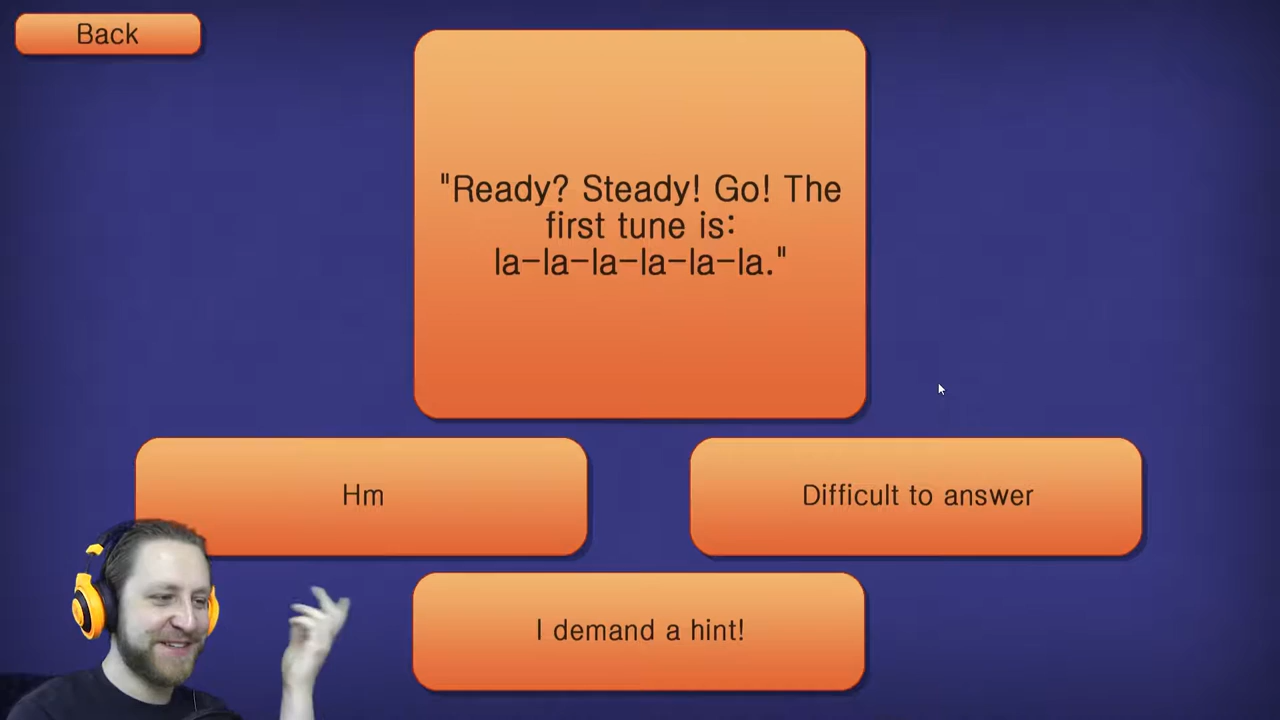 Back
"Ready? Steady! Go! The
first tune is:
la-la-la-la-la-la."
Hm
Difficult to answer
I demand a hint!